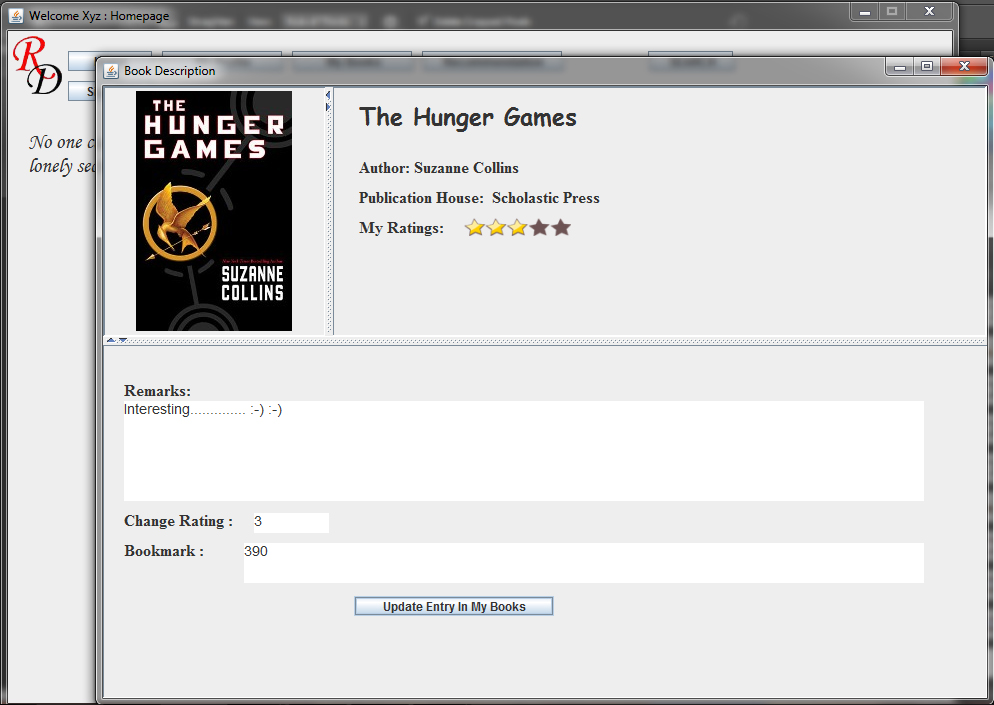 Welcome Xyz : Homepage
RD
S
No one c
lonely sec
Book Description
THE
HUNGER
GAMES
SUZANNE
COLLINS
The Hunger Games
Author: Suzanne Collins
Publication House: Scholastic Press
My Ratings:
Remarks:
Interesting.............. :-) :-)
Change Rating : 3
Bookmark : 390
Update Entry In My Books